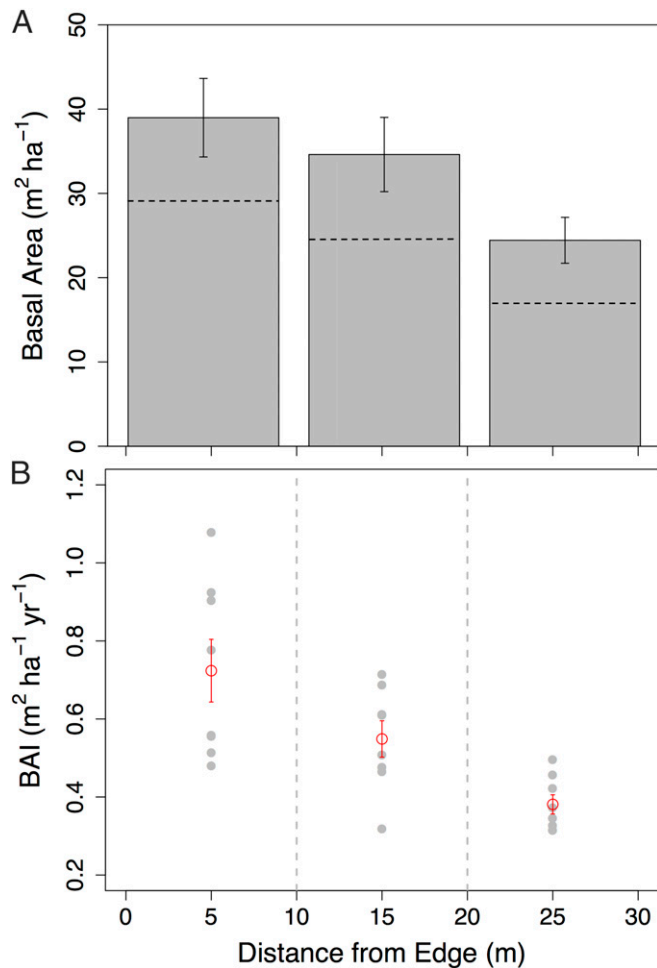 A
50
40
30
20
10
0
Basal Area (m² ha⁻¹)
B
1.2
1.0
0.8
0.6
0.4
0.2
BAI (m² ha⁻¹ yr⁻¹)
0 5 10 15 20 25 30
Distance from Edge (m)